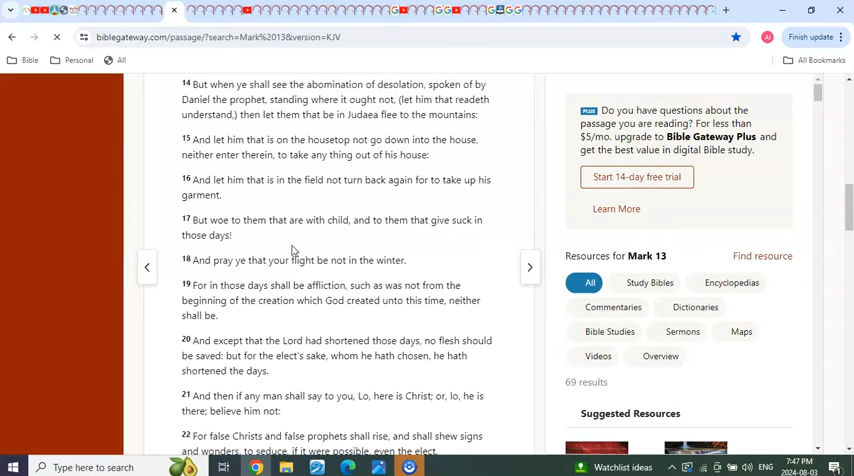 biblegateway.com/passage/?search=Mark%2013&version=KJV
AI
Finish update
Bible
Personal
All
All Bookmarks
14 But when ye shall see the abomination of desolation, spoken of by
Daniel the prophet, standing where it ought not, (let him that readeth
understand,) then let them that be in Judaea flee to the mountains:
15 And let him that is on the housetop not go down into the house,
neither enter therein, to take any thing out of his house:
16 And let him that is in the field not turn back again for to take up his
garment.
17 But woe to them that are with child, and to them that give suck in
those days!
18 And pray ye that your flight be not in the winter.
19 For in those days shall be affliction, such as was not from the
beginning of the creation which God created unto this time, neither
shall be.
20 And except that the Lord had shortened those days, no flesh should
be saved: but for the elect's sake, whom he hath chosen, he hath
shortened the days.
21 And then if any man shall say to you, Lo, here is Christ; or, lo, he is
there; believe him not:
22 For false Christs and false prophets shall rise, and shall shew signs
and wonders, to seduce, if it were possible, even the elect.
PLUS Do you have questions about the
passage you are reading? For less than
$5/mo. upgrade to Bible Gateway Plus and
get the best value in digital Bible study.
Start 14-day free trial
Learn More
Resources for Mark 13
Find resource
All
Study Bibles
Encyclopedias
Commentaries
Dictionaries
Bible Studies
Sermons
Maps
Videos
Overview
69 results
Suggested Resources
Type here to search
Watchlist ideas
ENG
7:47 PM
2024-08-03